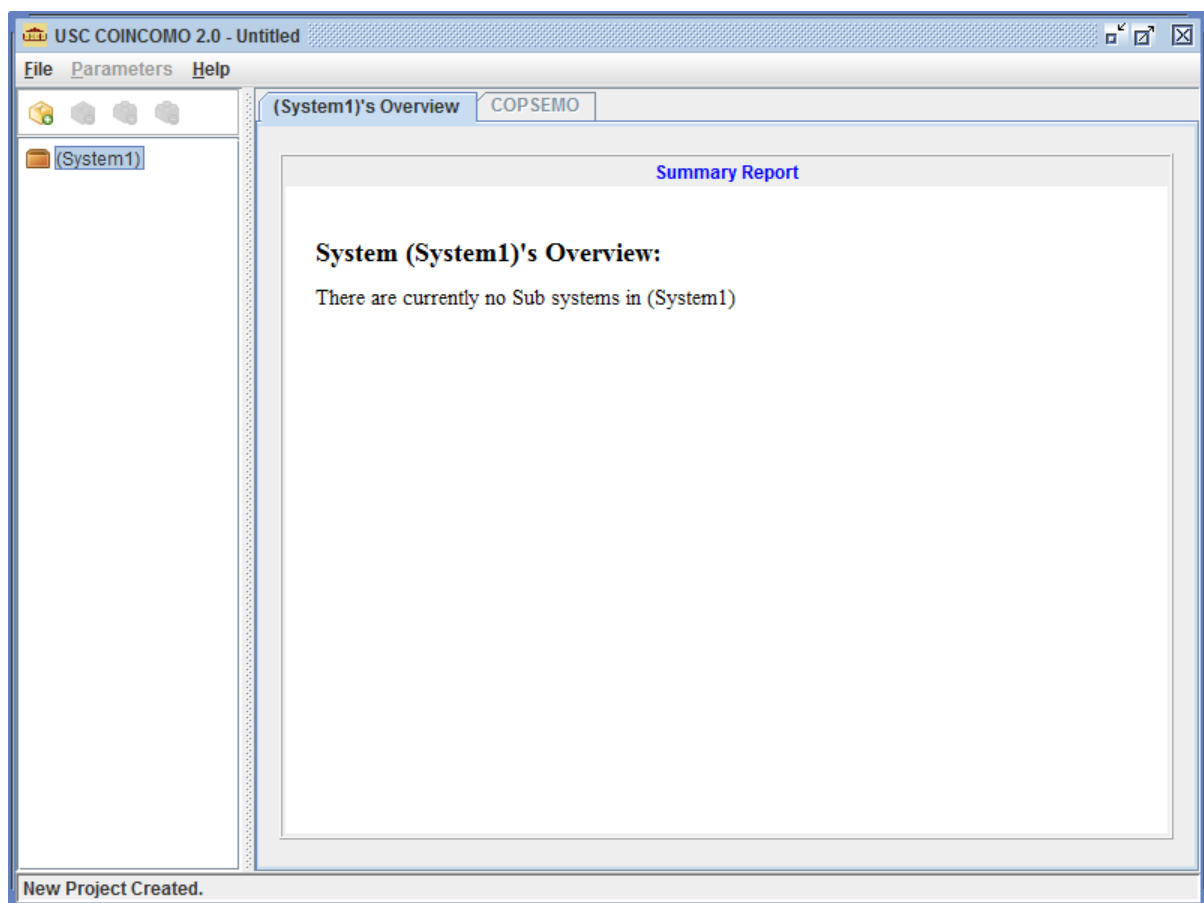 USC COINCOMO 2.0 - Untitled
File Parameters Help
(System1)'s Overview COPSEMO
(System1)
Summary Report
System (System1)'s Overview:
There are currently no Sub systems in (System1)
New Project Created.